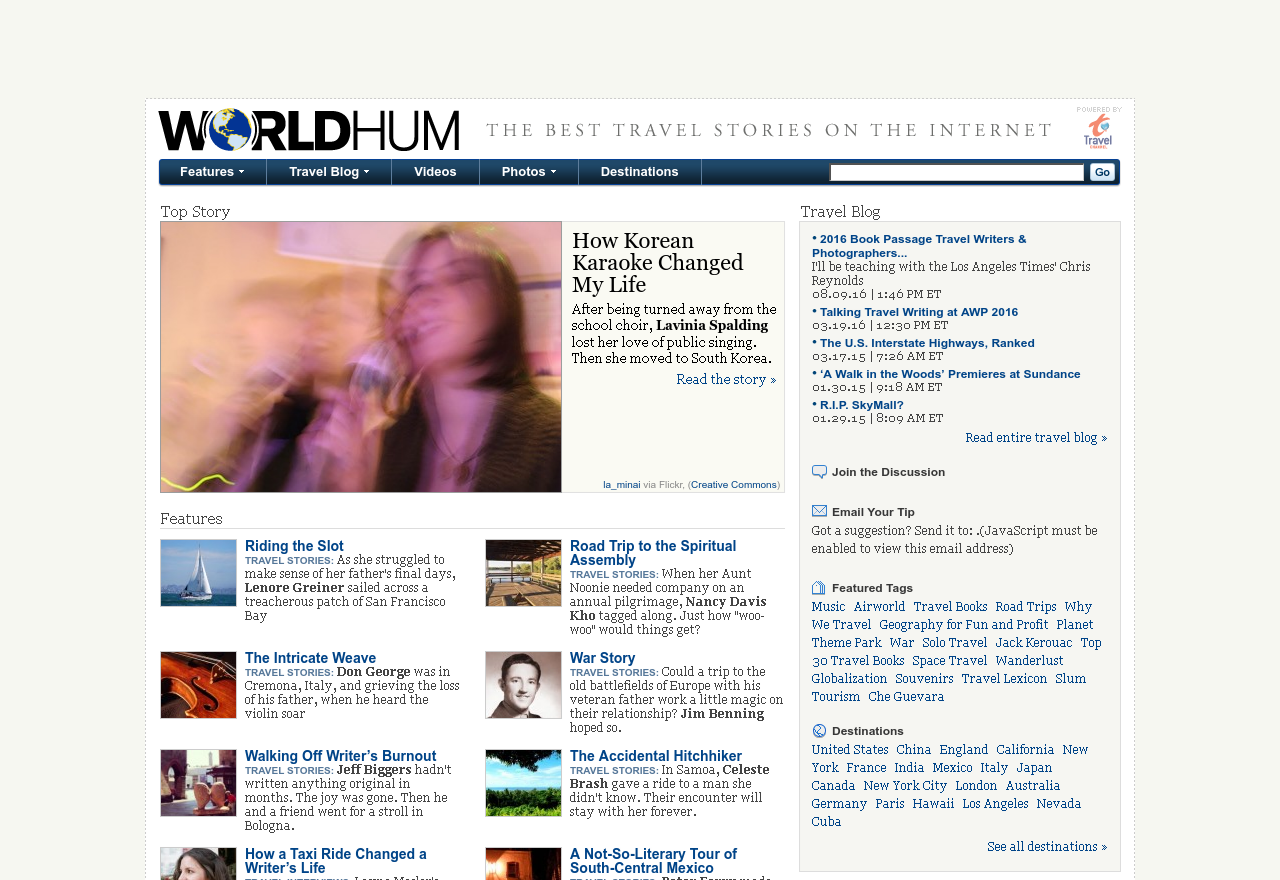 WORLDHUM
THE BEST TRAVEL STORIES ON THE INTERNET
POWERED BY
Travel
CHANNEL
Features
Travel Blog
Videos
Photos
Destinations
Go
Top Story
How Korean
Karaoke Changed
My Life
After being turned away from the
school choir, Lavinia Spalding
lost her love of public singing.
Then she moved to South Korea.
Read the story »
la_minai via Flickr, (Creative Commons)
Features
Riding the Slot
TRAVEL STORIES: As she struggled to
make sense of her father's final days,
Lenore Greiner sailed across a
treacherous patch of San Francisco
Bay
Road Trip to the Spiritual
Assembly
TRAVEL STORIES: When her Aunt
Noonie needed company on an
annual pilgrimage, Nancy Davis
Kho tagged along. Just how "woo-
woo" would things get?
The Intricate Weave
TRAVEL STORIES: Don George was in
Cremona, Italy, and grieving the loss
of his father, when he heard the
violin soar
War Story
TRAVEL STORIES: Could a trip to the
old battlefields of Europe with his
veteran father work a little magic on
their relationship? Jim Benning
hoped so.
Walking Off Writer’s Burnout
TRAVEL STORIES: Jeff Biggers hadn't
written anything original in
months. The joy was gone. Then he
and a friend went for a stroll in
Bologna.
The Accidental Hitchhiker
TRAVEL STORIES: In Samoa, Celeste
Brash gave a ride to a man she
didn't know. Their encounter will
stay with her forever.
How a Taxi Ride Changed a
Writer’s Life
A Not-So-Literary Tour of
South-Central Mexico
Travel Blog
• 2016 Book Passage Travel Writers &
Photographers...
I'll be teaching with the Los Angeles Times' Chris
Reynolds
08.09.16 | 1:46 PM ET
• Talking Travel Writing at AWP 2016
03.19.16 | 12:30 PM ET
• The U.S. Interstate Highways, Ranked
03.17.15 | 7:26 AM ET
• ‘A Walk in the Woods’ Premieres at Sundance
01.30.15 | 9:18 AM ET
• R.I.P. SkyMall?
01.29.15 | 8:09 AM ET
Read entire travel blog »
Join the Discussion
Email Your Tip
Got a suggestion? Send it to: .(JavaScript must be
enabled to view this email address)
Featured Tags
Music Airworld Travel Books Road Trips Why
We Travel Geography for Fun and Profit Planet
Theme Park War Solo Travel Jack Kerouac Top
30 Travel Books Space Travel Wanderlust
Globalization Souvenirs Travel Lexicon Slum
Tourism Che Guevara
Destinations
United States China England California New
York France India Mexico Italy Japan
Canada New York City London Australia
Germany Paris Hawaii Los Angeles Nevada
Cuba
See all destinations »